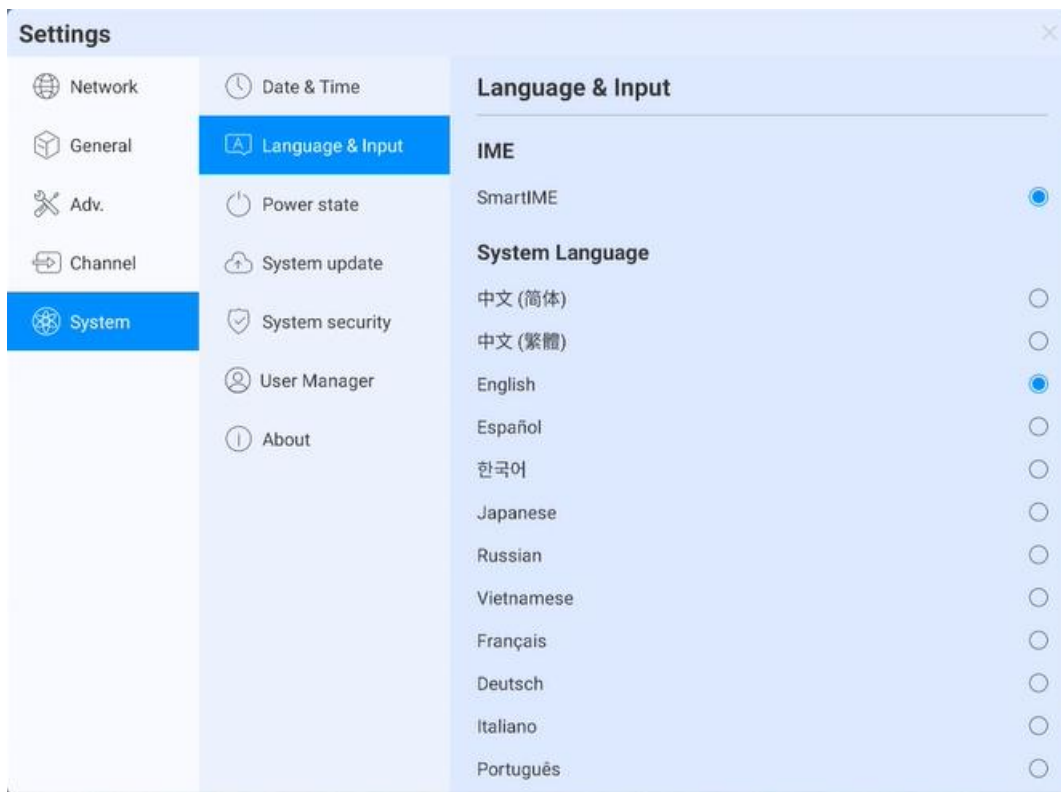 Settings
Network
General
Adv.
Channel
System
Date & Time
Language & Input
Power state
System update
System security
User Manager
About
Language & Input
IME
SmartIME
System Language
中文 (简体)
中文 (繁體)
English
Español
한국어
Japanese
Russian
Vietnamese
Français
Deutsch
Italiano
Português